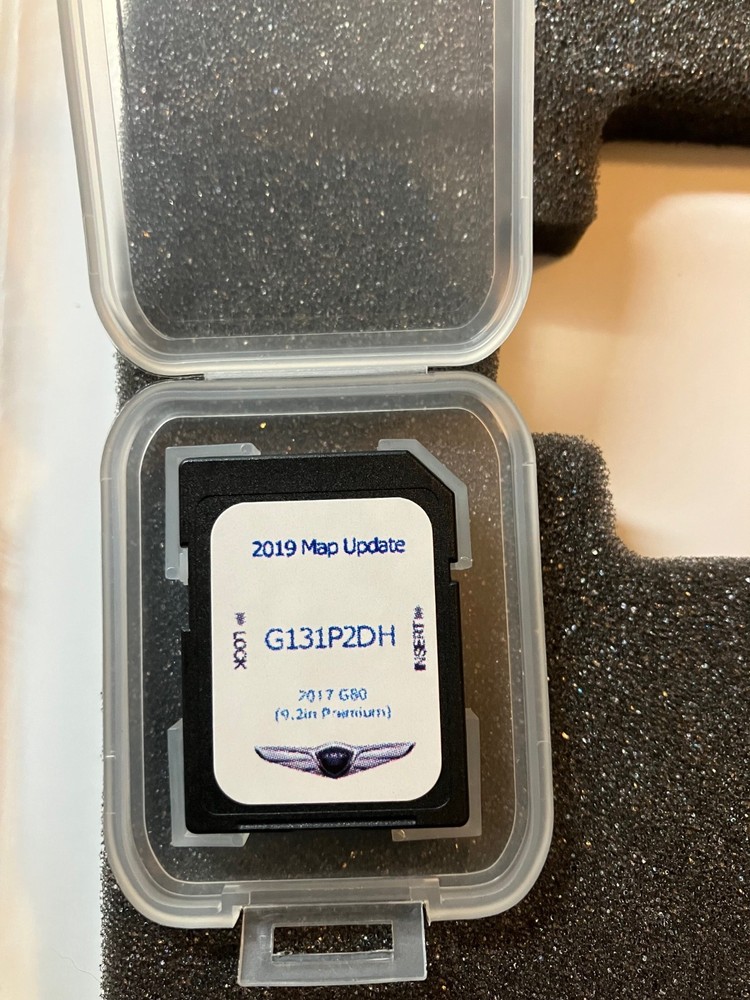 2019 Map Update
LOCK
G131P2DH
INSERT
2017 G80
(9.2in Premium)